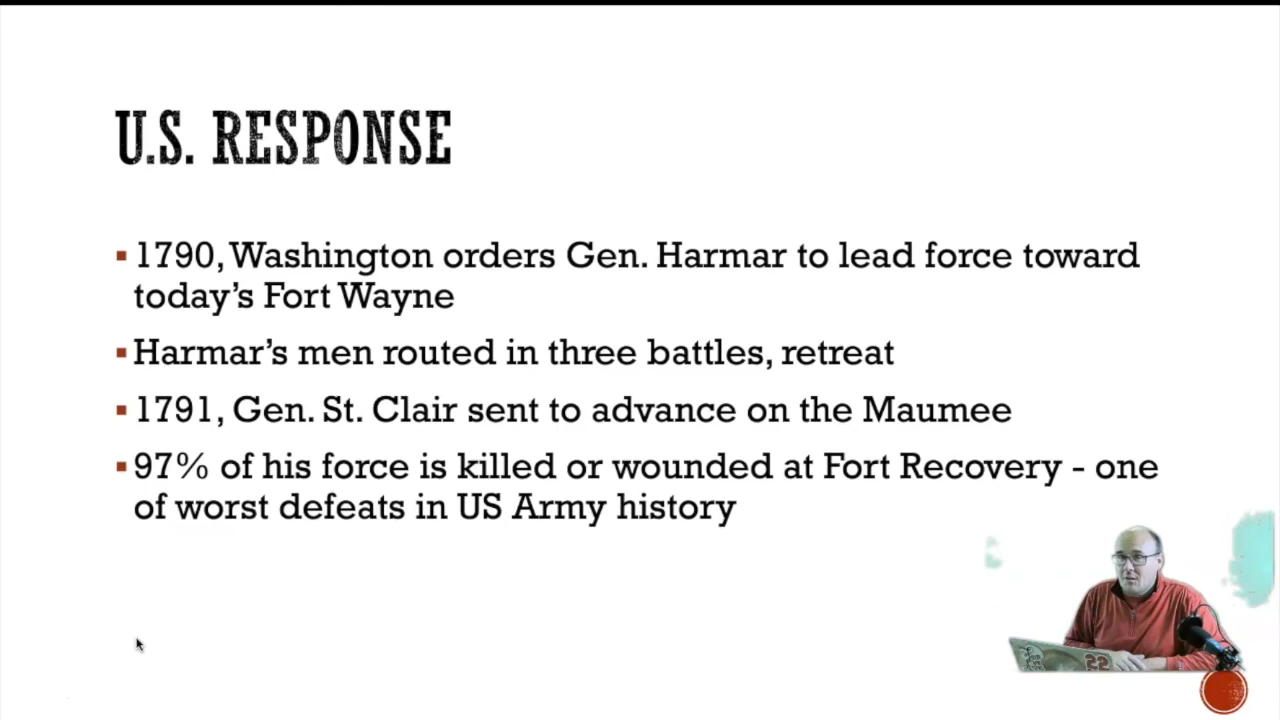 U.S. RESPONSE
▪ 1790, Washington orders Gen. Harmar to lead force toward
today's Fort Wayne
▪ Harmar's men routed in three battles, retreat
▪ 1791, Gen. St. Clair sent to advance on the Maumee
▪ 97% of his force is killed or wounded at Fort Recovery - one
of worst defeats in US Army history
22